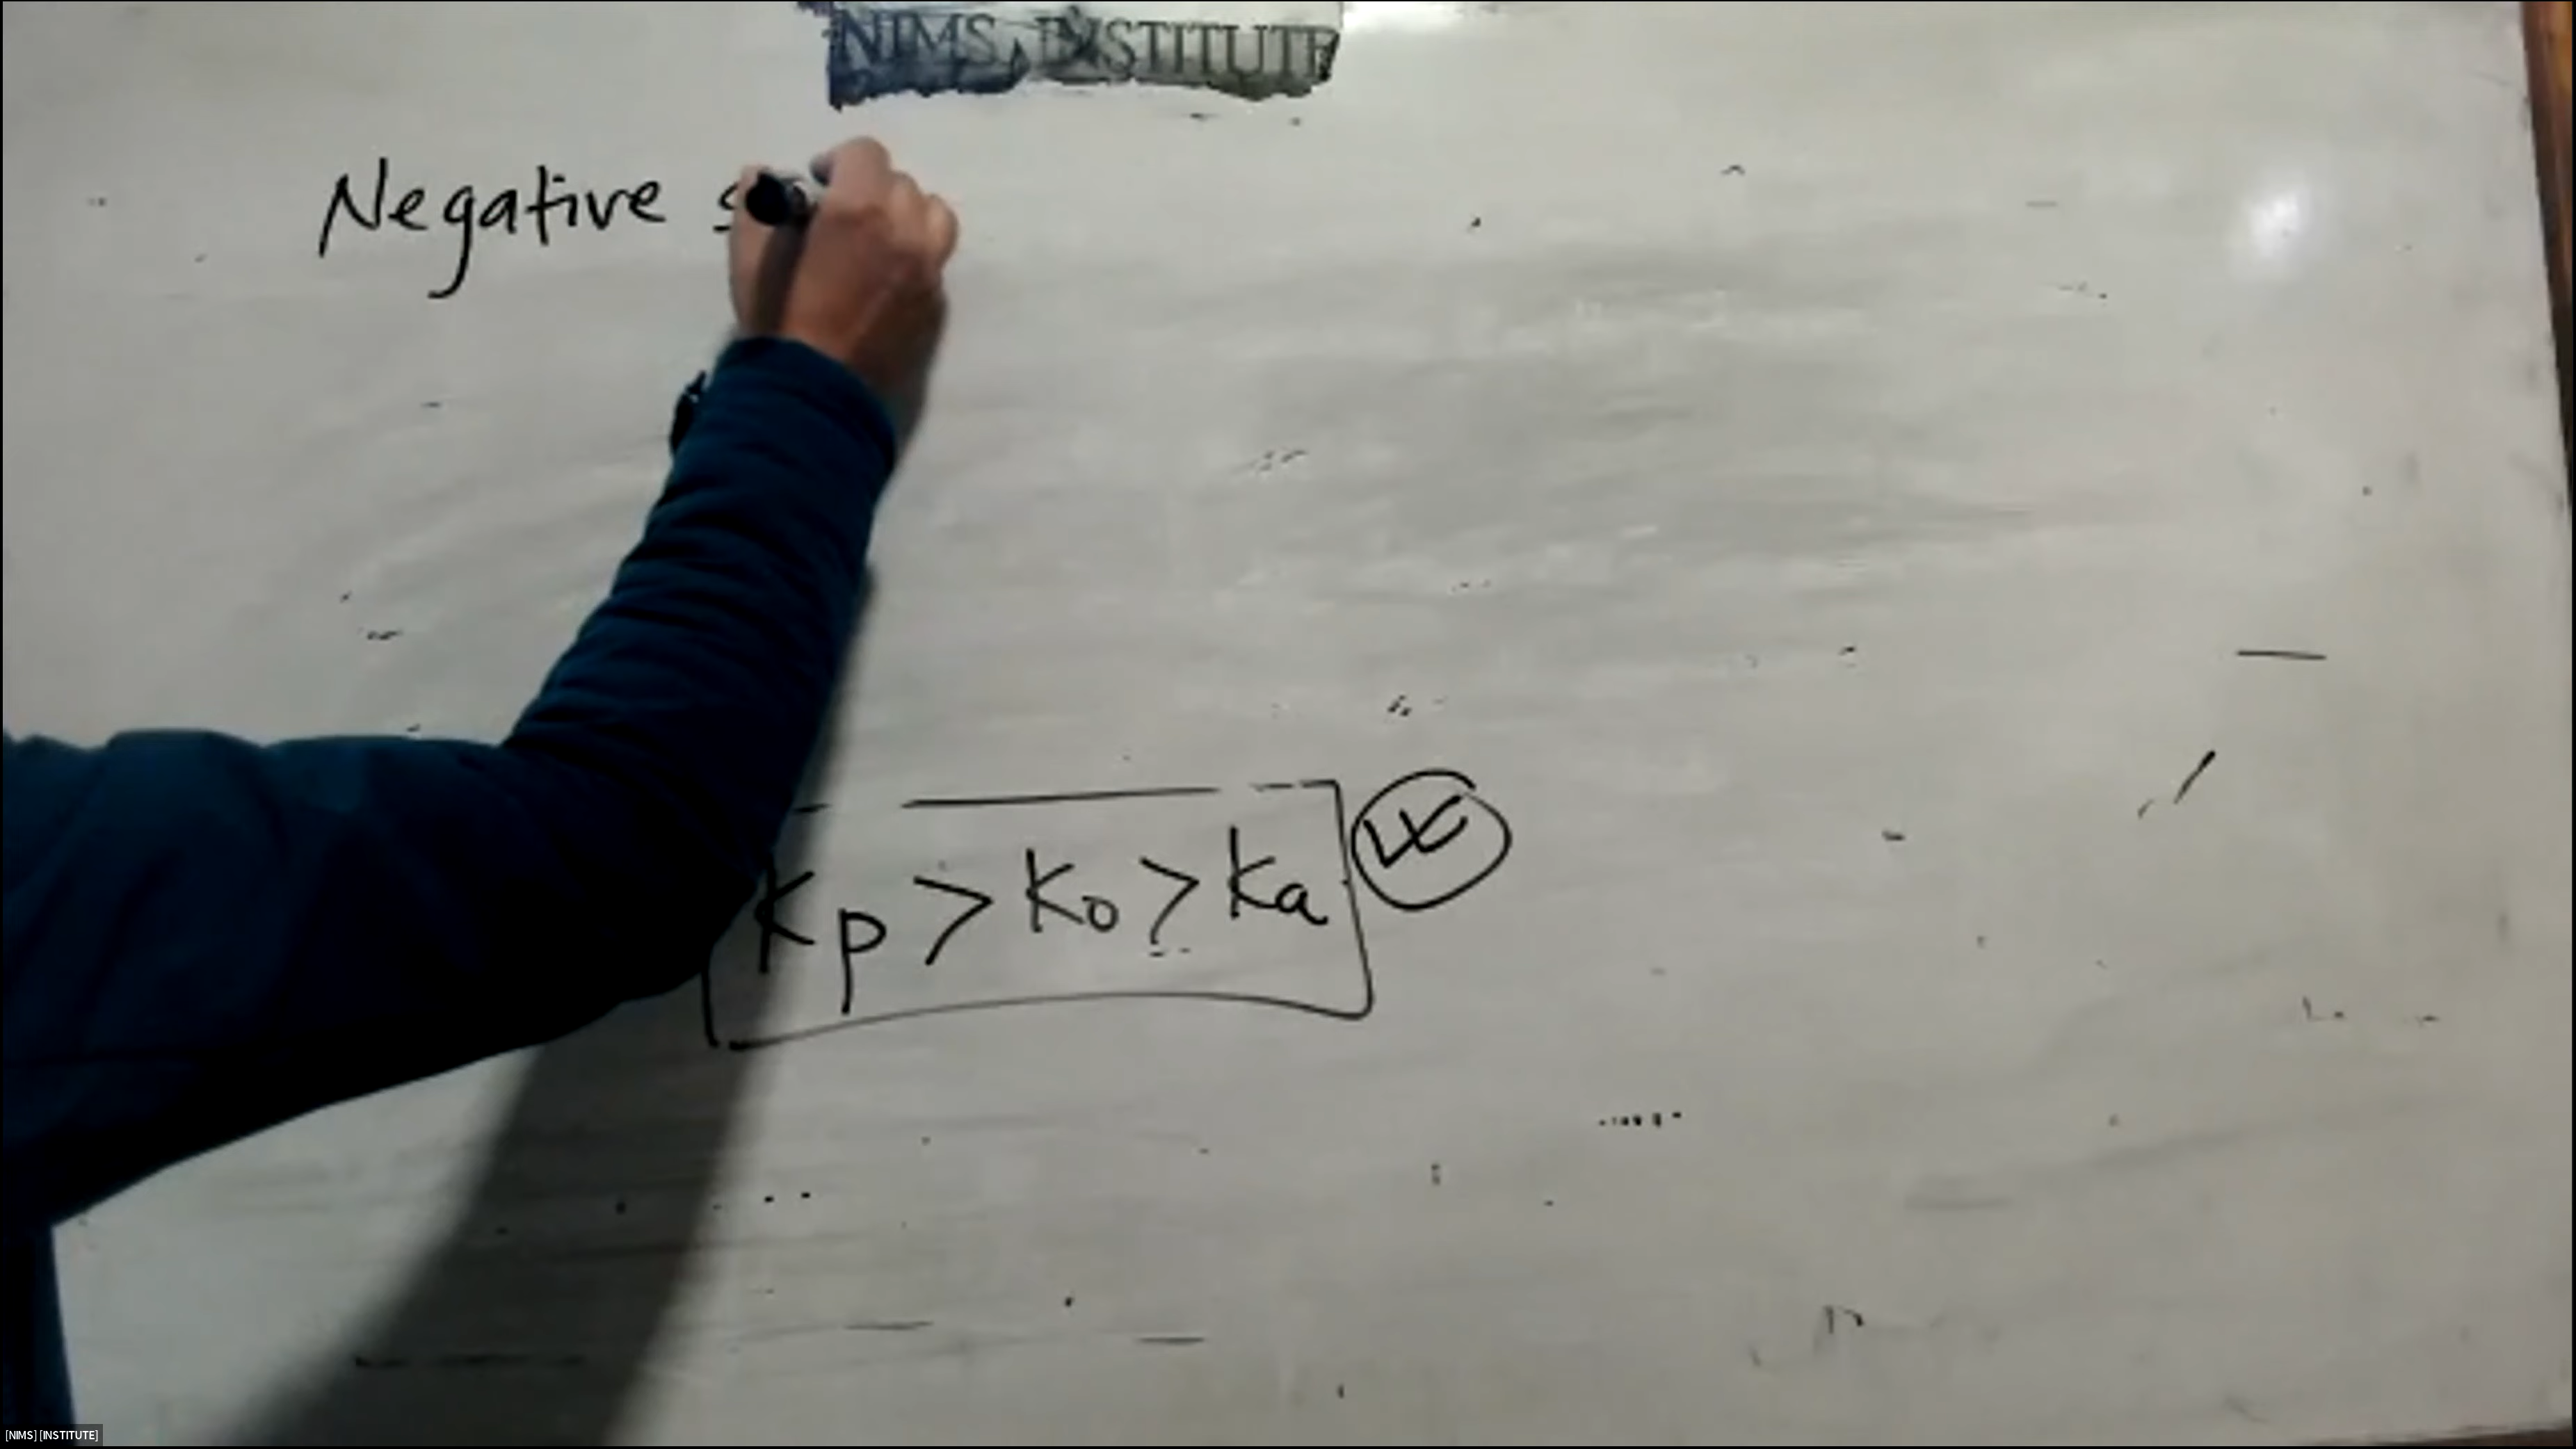 NIMS INSTITUTE
Negative
Kp > Ko > Ka
[NIMS] [INSTITUTE]